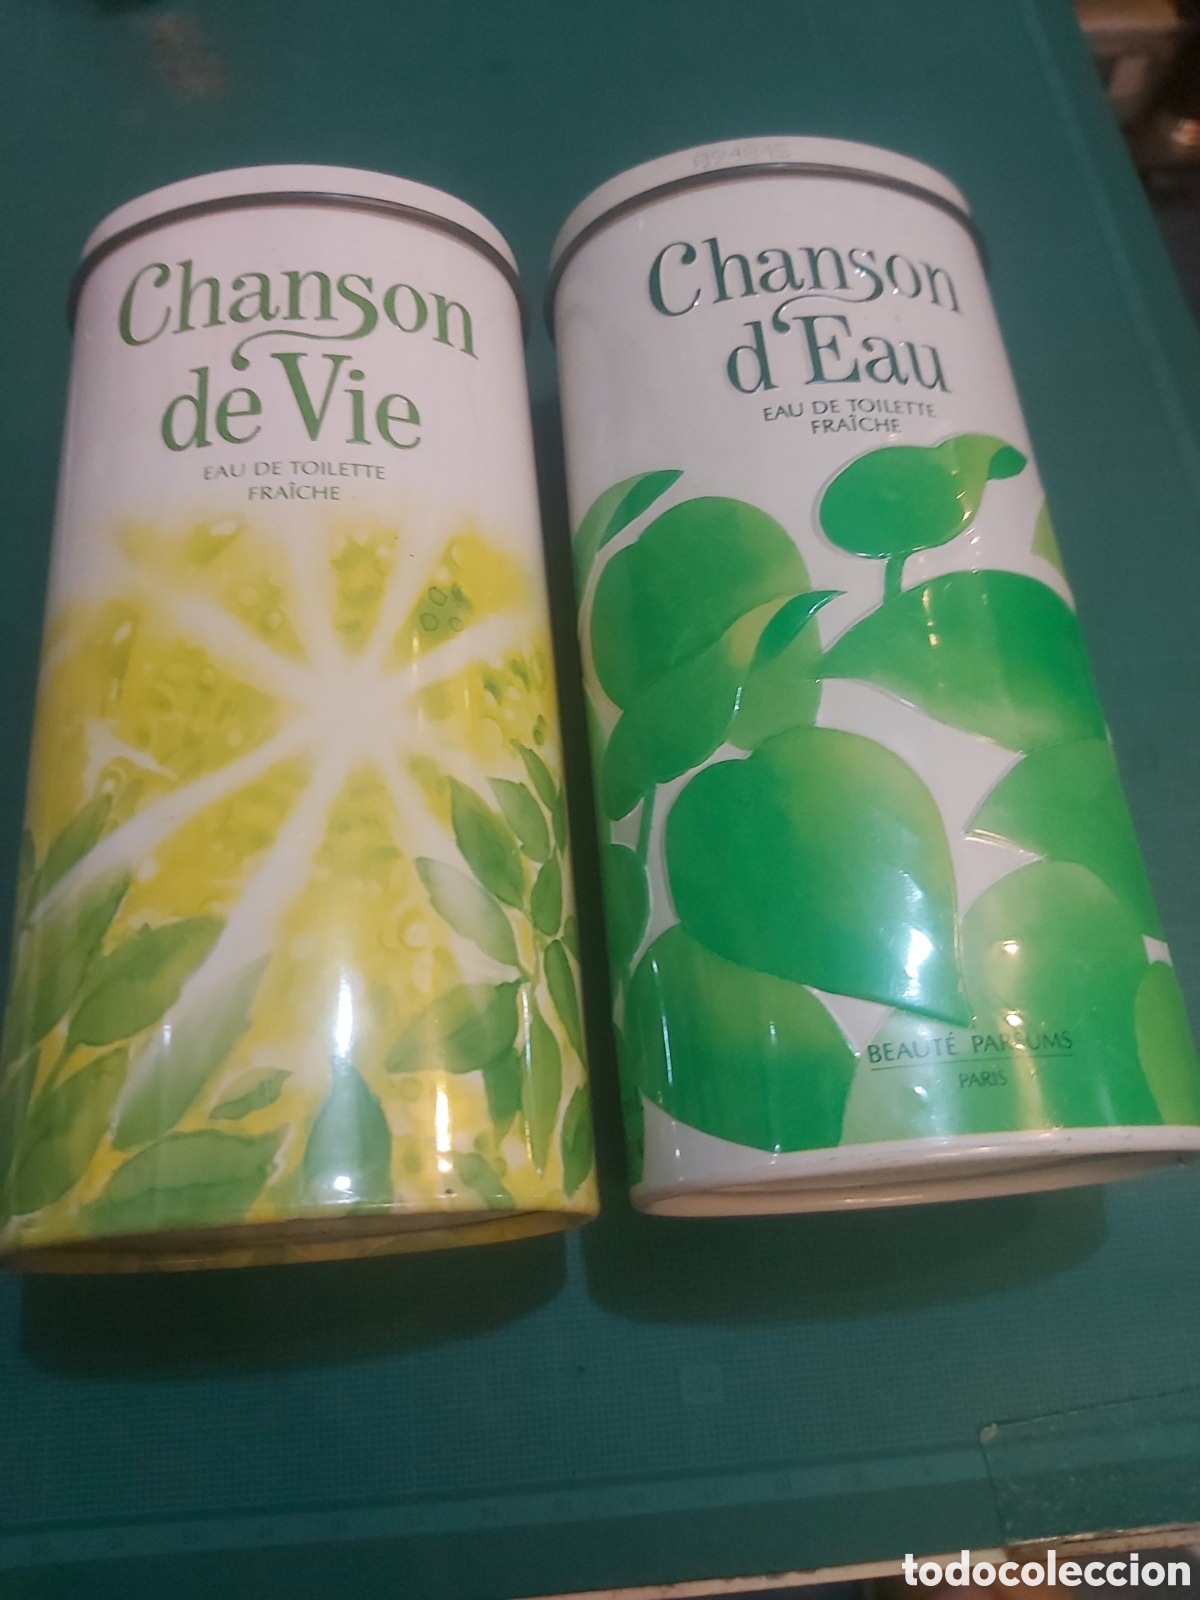 Chanson
de Vie
EAU DE TOILETTE
FRAÎCHE
Chanson
d'Eau
EAU DE TOILETTE
FRAÎCHE
BEAUTÉ PARFUMS
PARIS
todocoleccion